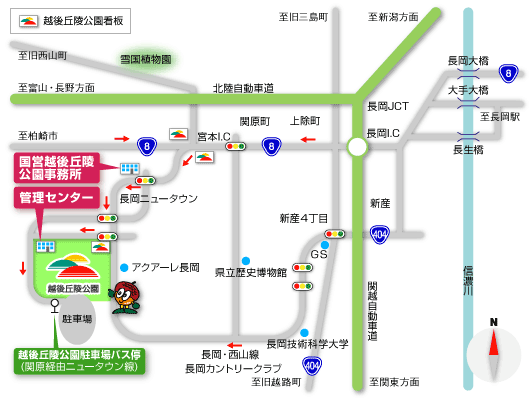 越後丘陵公園看板
至旧三島町
至新潟方面
至旧西山町
雪国植物園
長岡大橋
8
至富山・長野方面
北陸自動車道
大手大橋
長岡JCT
至長岡駅
関原町
上除町
至柏崎市
8
宮本I.C
8
長岡I.C
長生橋
国営越後丘陵
公園事務所
管理センター
長岡ニュータウン
新産
新産4丁目
404
GS
アクアーレ長岡
県立歴史博物館
信濃川
越後丘陵公園
関越自動車道
駐車場
N
長岡技術科学大学
越後丘陵公園駐車場バス停
(関原経由ニュータウン線)
長岡・西山線
長岡カントリークラブ
404
至旧越路町
至関東方面